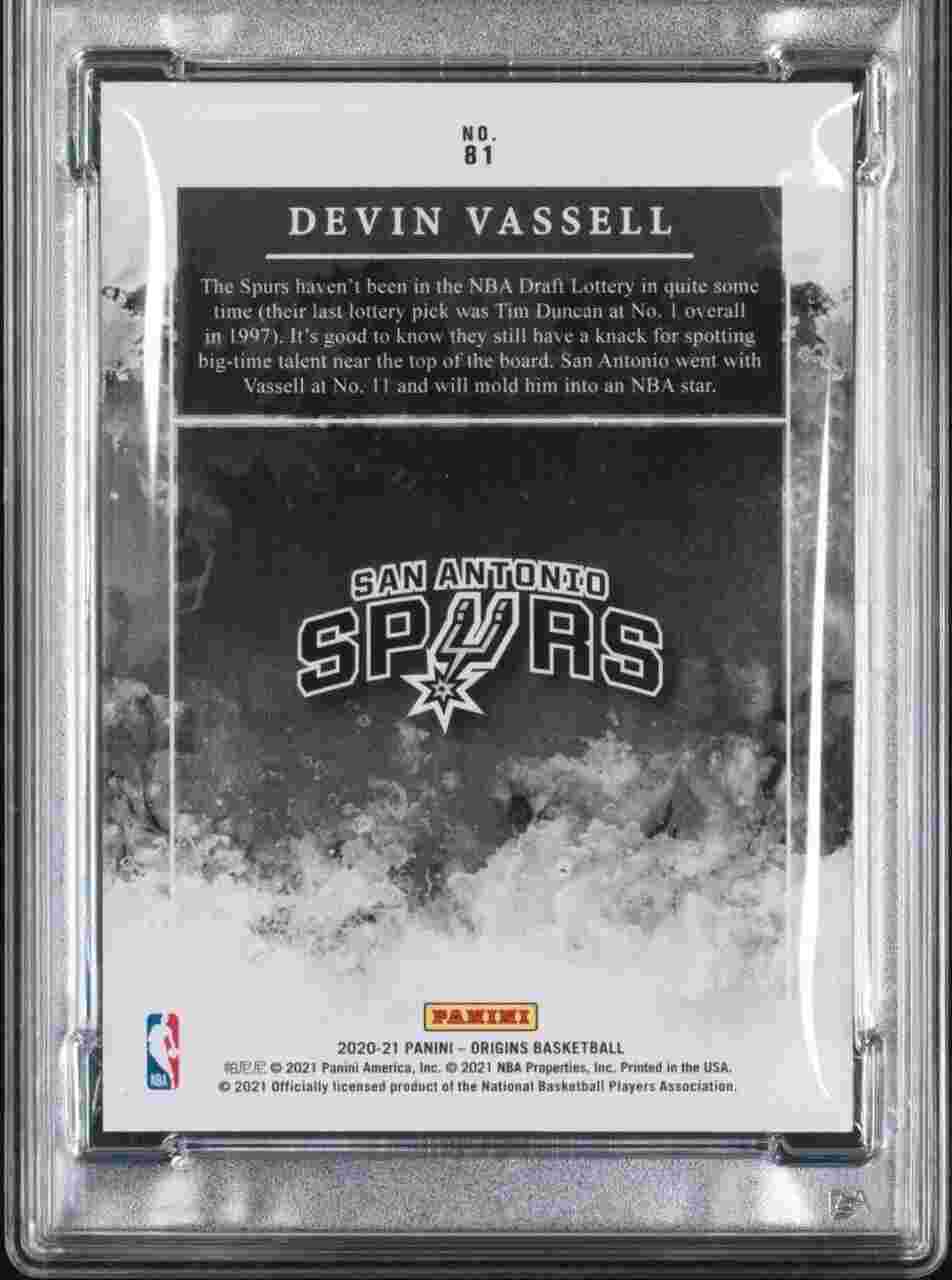 NO.
81
DEVIN VASSELL
The Spurs haven't been in the NBA Draft Lottery in quite some
time (their last lottery pick was Tim Duncan at No. 1 overall
in 1997). It's good to know they still have a knack for spotting
big-time talent near the top of the board. San Antonio went with
Vassell at No. 11 and will mold him into an NBA star.
SAN ANTONIO
SPURS
PANINI
NBA
2020-21 PANINI – ORIGINS BASKETBALL
帕尼尼 © 2021 Panini America, Inc. © 2021 NBA Properties, Inc. Printed in the USA.
© 2021 Officially licensed product of the National Basketball Players Association.